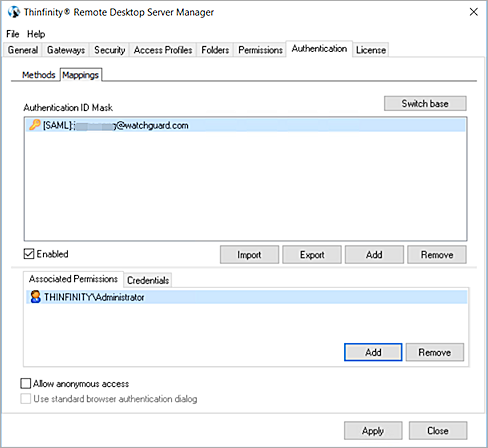 Thinfinity® Remote Desktop Server Manager
File Help
General Gateways Security Access Profiles Folders Permissions Authentication License
Methods Mappings
Authentication ID Mask
Switch base
[SAML]:j @watchguard.com
Enabled
Import Export Add Remove
Associated Permissions Credentials
THINFINITY\Administrator
Add Remove
Allow anonymous access
Use standard browser authentication dialog
Apply Close